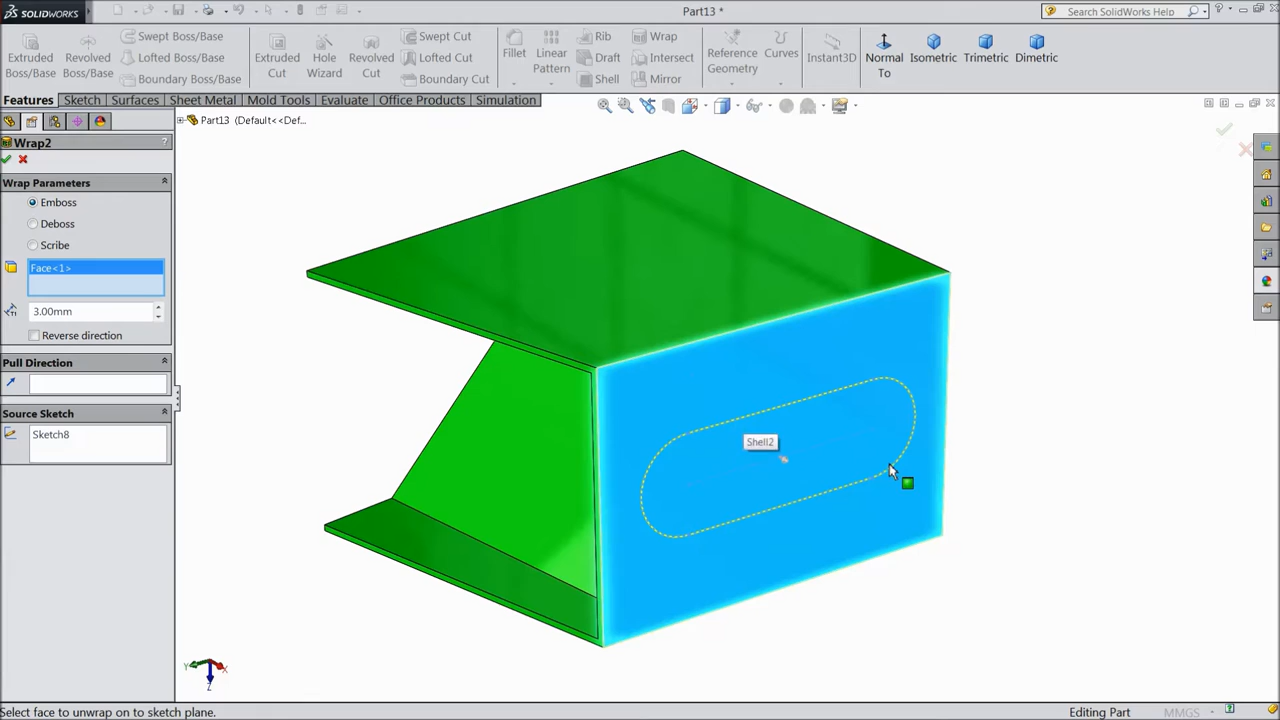 SOLIDWORKS
Part13 *
Search SolidWorks Help
Extruded Boss/Base
Revolved Boss/Base
Swept Boss/Base
Lofted Boss/Base
Boundary Boss/Base
Extruded Cut
Hole Wizard
Revolved Cut
Swept Cut
Lofted Cut
Boundary Cut
Fillet
Linear Pattern
Rib
Draft
Shell
Wrap
Intersect
Mirror
Reference Geometry
Curves
Instant3D
Normal To
Isometric
Trimetric
Dimetric
Features Sketch Surfaces Sheet Metal Mold Tools Evaluate Office Products Simulation
Part13 (Default<<Def...
Wrap2 ?
Wrap Parameters
Emboss
Deboss
Scribe
Face<1>
3.00mm
Reverse direction
Pull Direction
Source Sketch
Sketch8
Shell2
Y X
Z
Select face to unwrap on to sketch plane.
Editing Part
MMGS